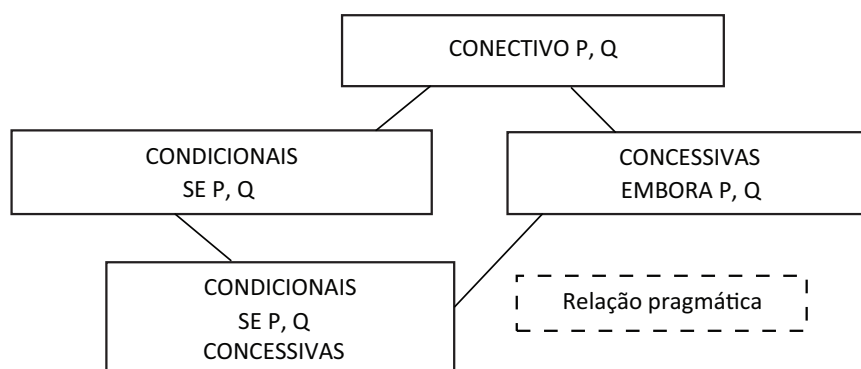 CONECTIVO P, Q
CONDICIONAIS
SE P, Q
CONCESSIVAS
EMBORA P, Q
CONDICIONAIS
SE P, Q
CONCESSIVAS
Relação pragmática